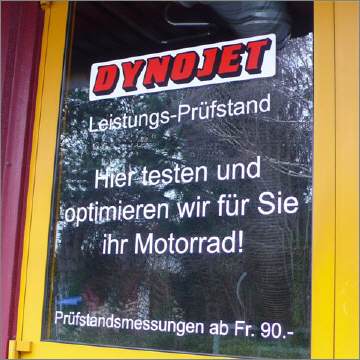 DYNOJET
Leistungs-Prüfstand
Hier testen und
optimieren wir für Sie
ihr Motorrad!
Prüfstandsmessungen ab Fr. 90.-